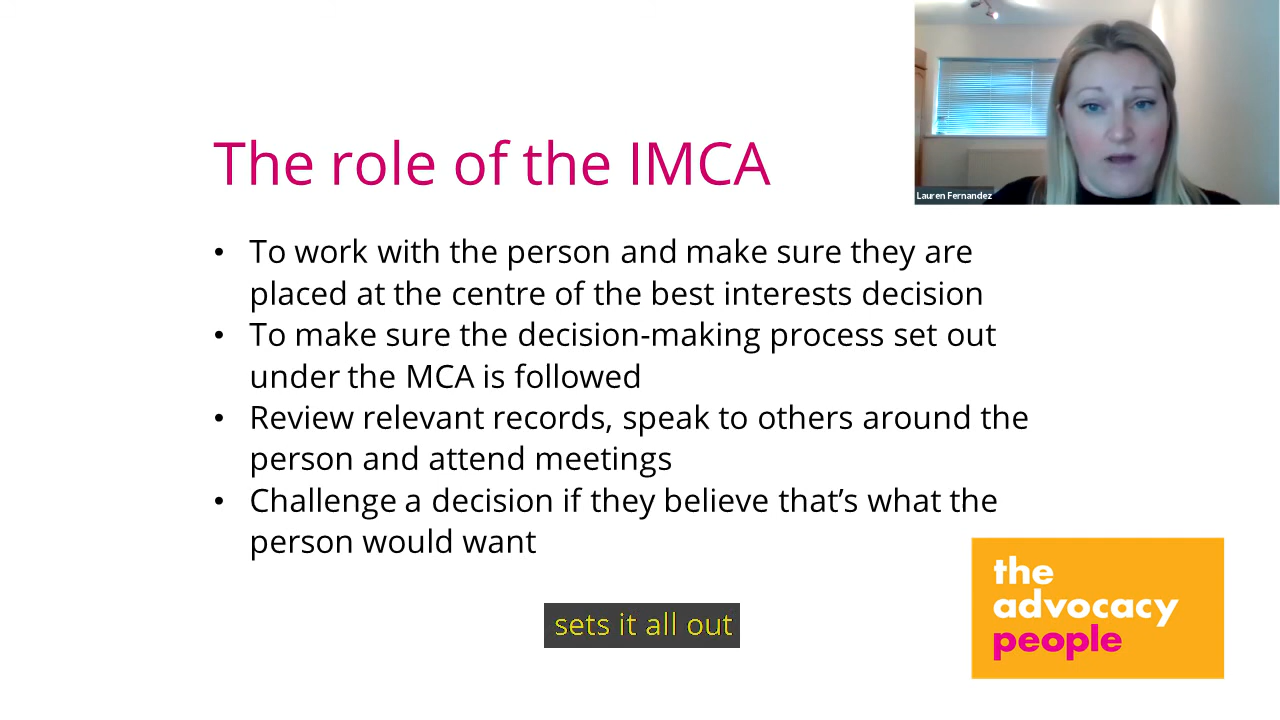 Lauren Fernandez
The role of the IMCA
• To work with the person and make sure they are
placed at the centre of the best interests decision
• To make sure the decision-making process set out
under the MCA is followed
• Review relevant records, speak to others around the
person and attend meetings
• Challenge a decision if they believe that’s what the
person would want
sets it all out
the
advocacy
people